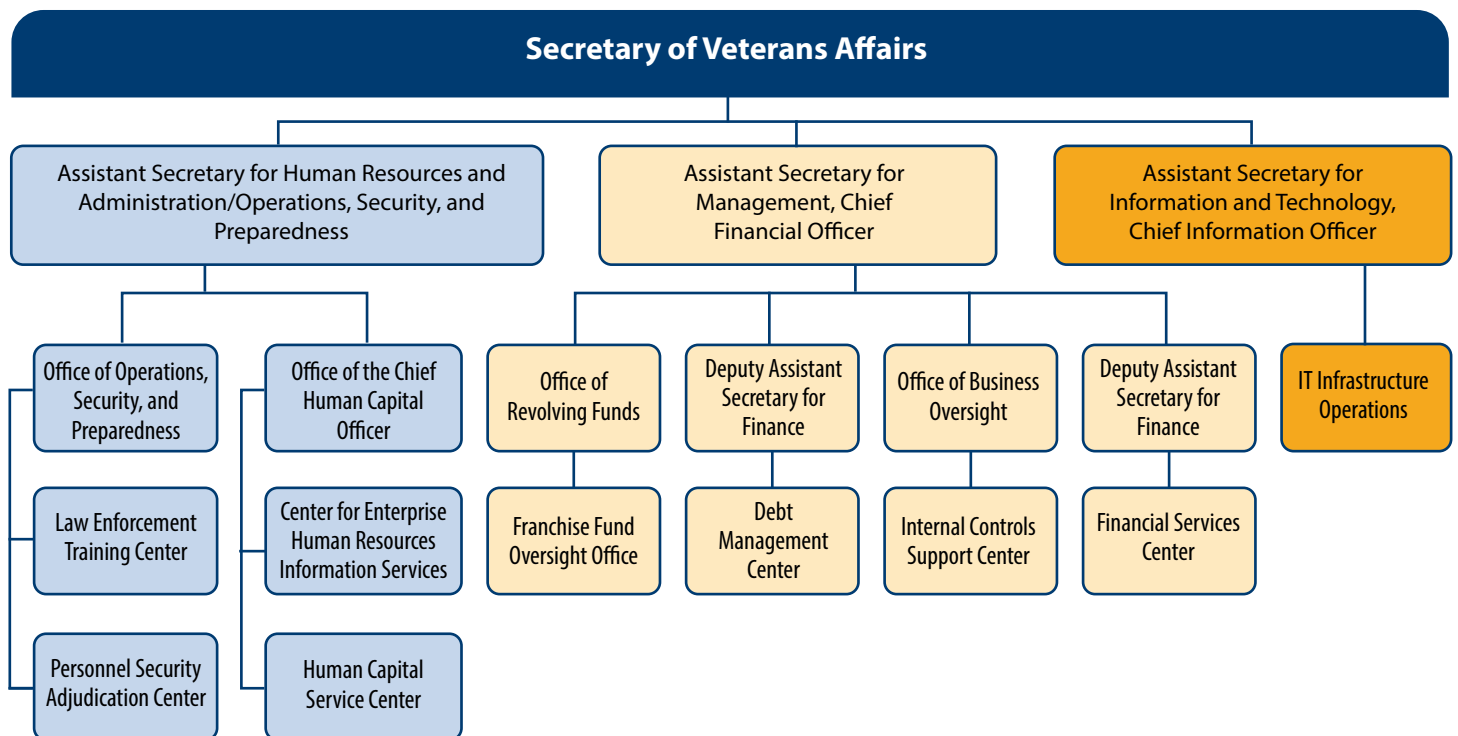 Secretary of Veterans Affairs
Assistant Secretary for Human Resources and
Administration/Operations, Security, and
Preparedness
Assistant Secretary for
Management, Chief
Financial Officer
Assistant Secretary for
Information and Technology,
Chief Information Officer
Office of Operations,
Security, and
Preparedness
Office of the Chief
Human Capital
Officer
Office of
Revolving Funds
Deputy Assistant
Secretary for
Finance
Office of Business
Oversight
Deputy Assistant
Secretary for
Finance
IT Infrastructure
Operations
Law Enforcement
Training Center
Center for Enterprise
Human Resources
Information Services
Franchise Fund
Oversight Office
Debt
Management
Center
Internal Controls
Support Center
Financial Services
Center
Personnel Security
Adjudication Center
Human Capital
Service Center